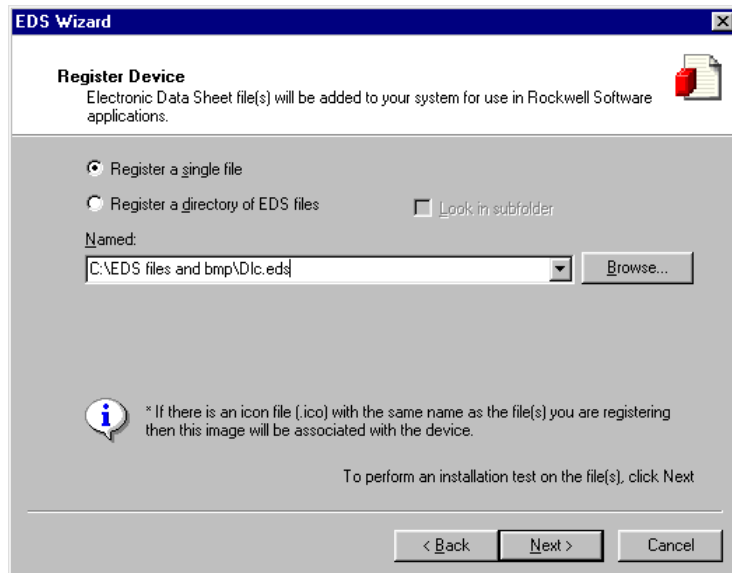 EDS Wizard
Register Device
Electronic Data Sheet file(s) will be added to your system for use in Rockwell Software
applications.
Register a single file
Register a directory of EDS files
Look in subfolder
Named:
C:\EDS files and bmp\Dlc.eds
Browse...
* If there is an icon file (.ico) with the same name as the file(s) you are registering
then this image will be associated with the device.
To perform an installation test on the file(s), click Next
< Back
Next >
Cancel